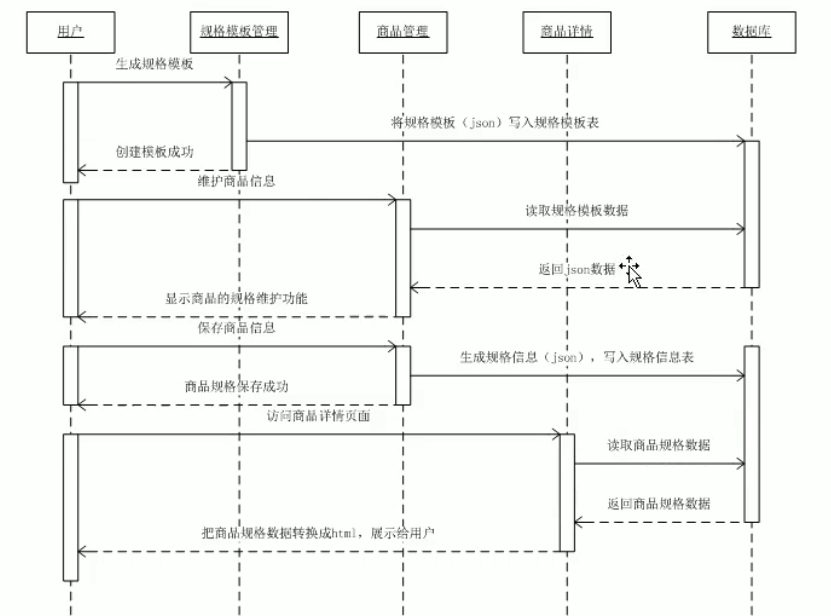 用户
规格模板管理
商品管理
商品详情
数据库
生成规格模板
将规格模板（json）写入规格模板表
创建模板成功
维护商品信息
读取规格模板数据
返回json数据
显示商品的规格维护功能
保存商品信息
生成规格信息（json），写入规格信息表
商品规格保存成功
访问商品详情页面
读取商品规格数据
返回商品规格数据
把商品规格数据转换成html，展示给用户